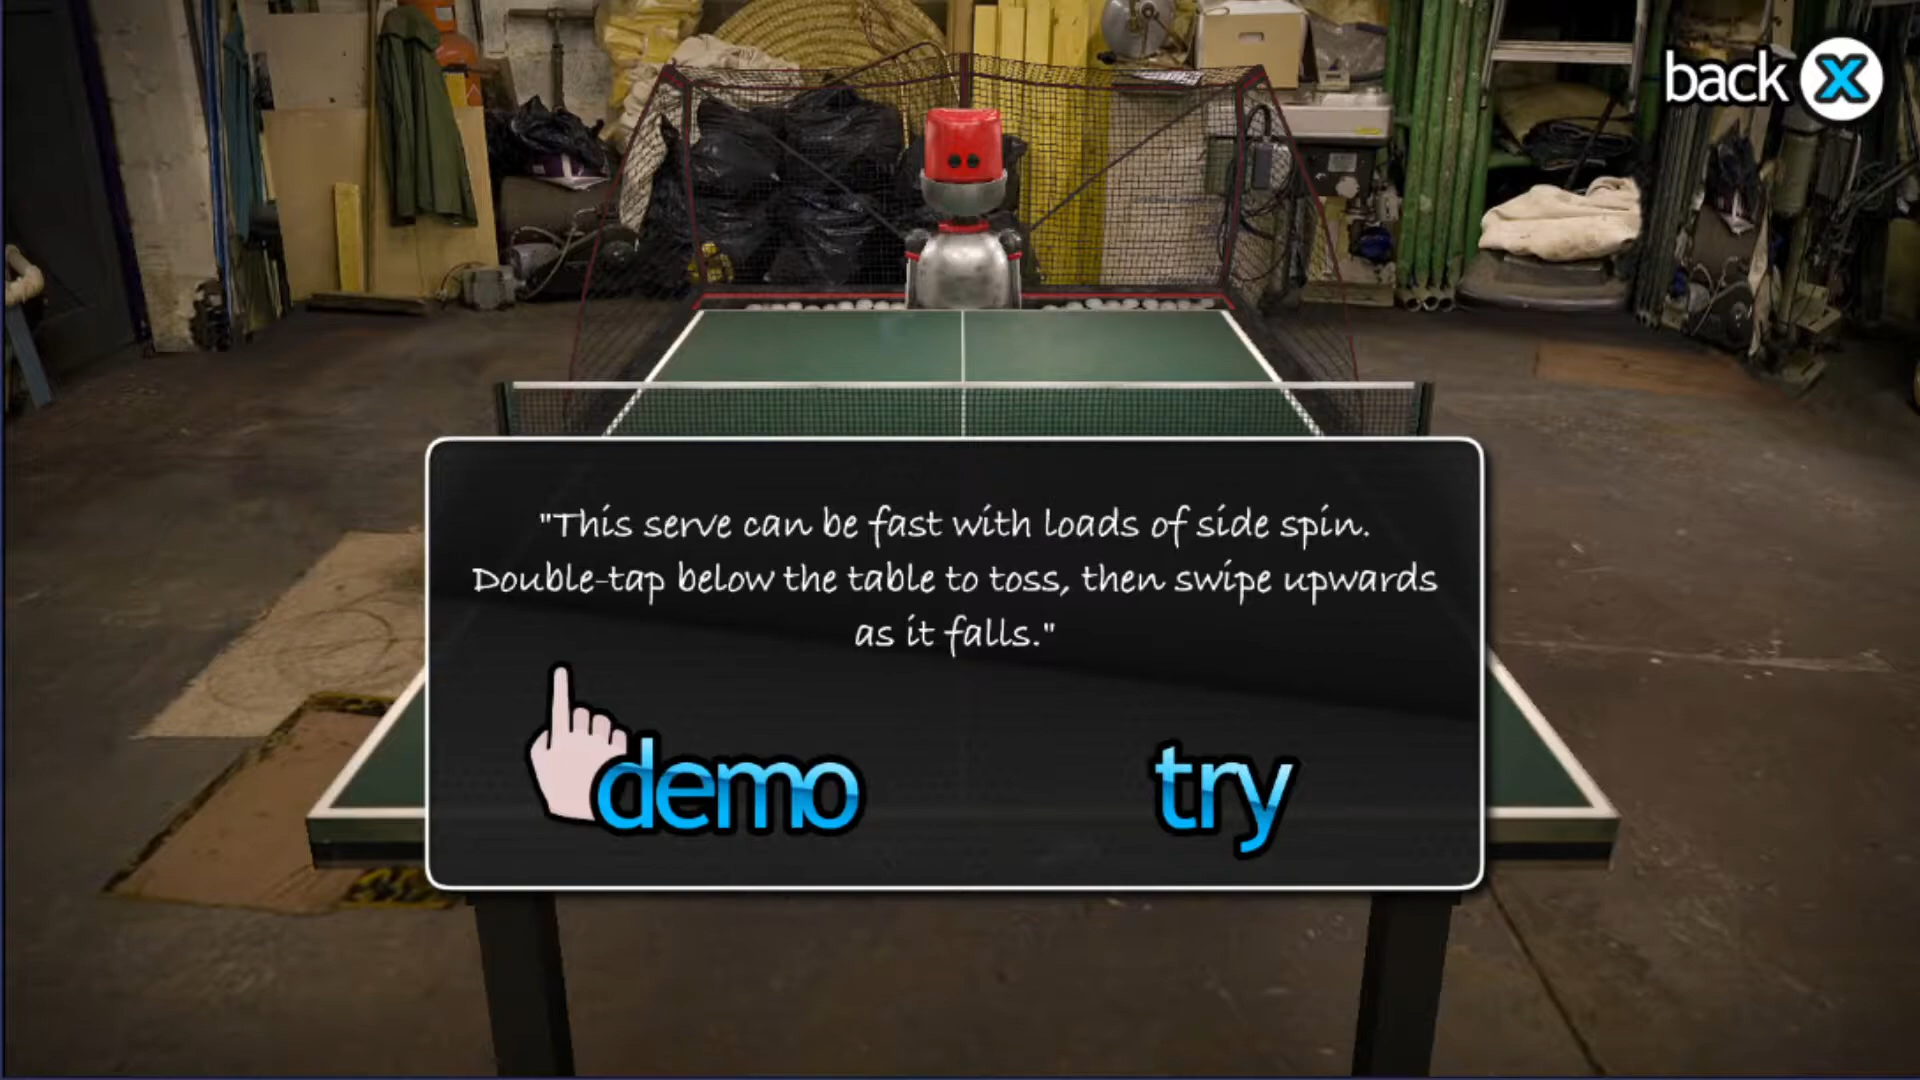 back X
"This serve can be fast with loads of side spin.
Double-tap below the table to toss, then swipe upwards
as it falls."
demo
try